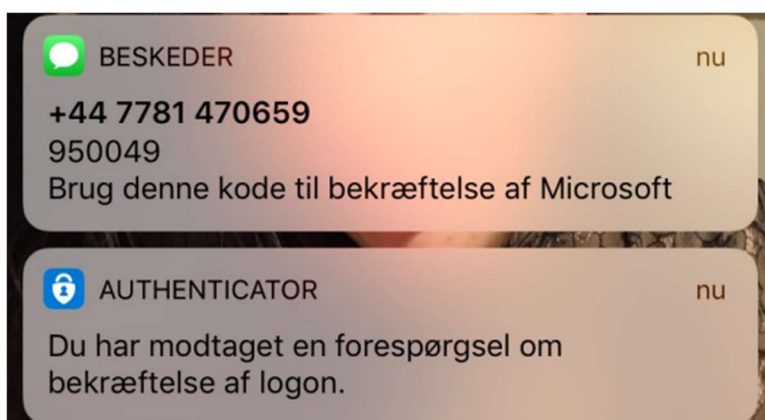 BESKEDER nu
+44 7781 470659
950049
Brug denne kode til bekræftelse af Microsoft
AUTHENTICATOR nu
Du har modtaget en forespørgsel om
bekræftelse af logon.